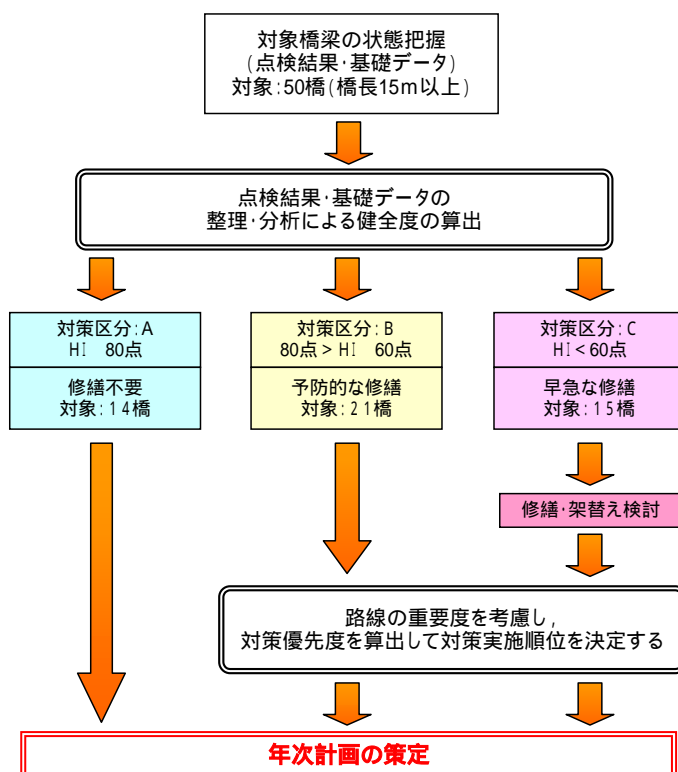 対象橋梁の状態把握
(点検結果･基礎データ)
対象:50橋(橋長15m以上)
点検結果･基礎データの
整理･分析による健全度の算出
対策区分:A
HI 80点
修繕不要
対象:14橋
対策区分:B
80点>HI 60点
予防的な修繕
対象:21橋
対策区分:C
HI<60点
早急な修繕
対象:15橋
修繕･架替え検討
路線の重要度を考慮し,
対策優先度を算出して対策実施順位を決定する
年次計画の策定